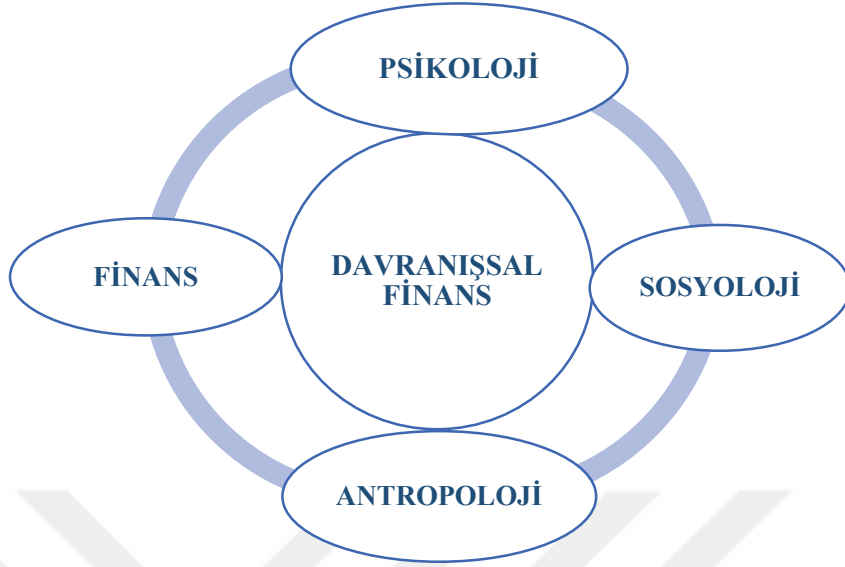 PSİKOLOJİ
FİNANS
DAVRANIŞSAL
FİNANS
SOSYOLOJİ
ANTROPOLOJİ